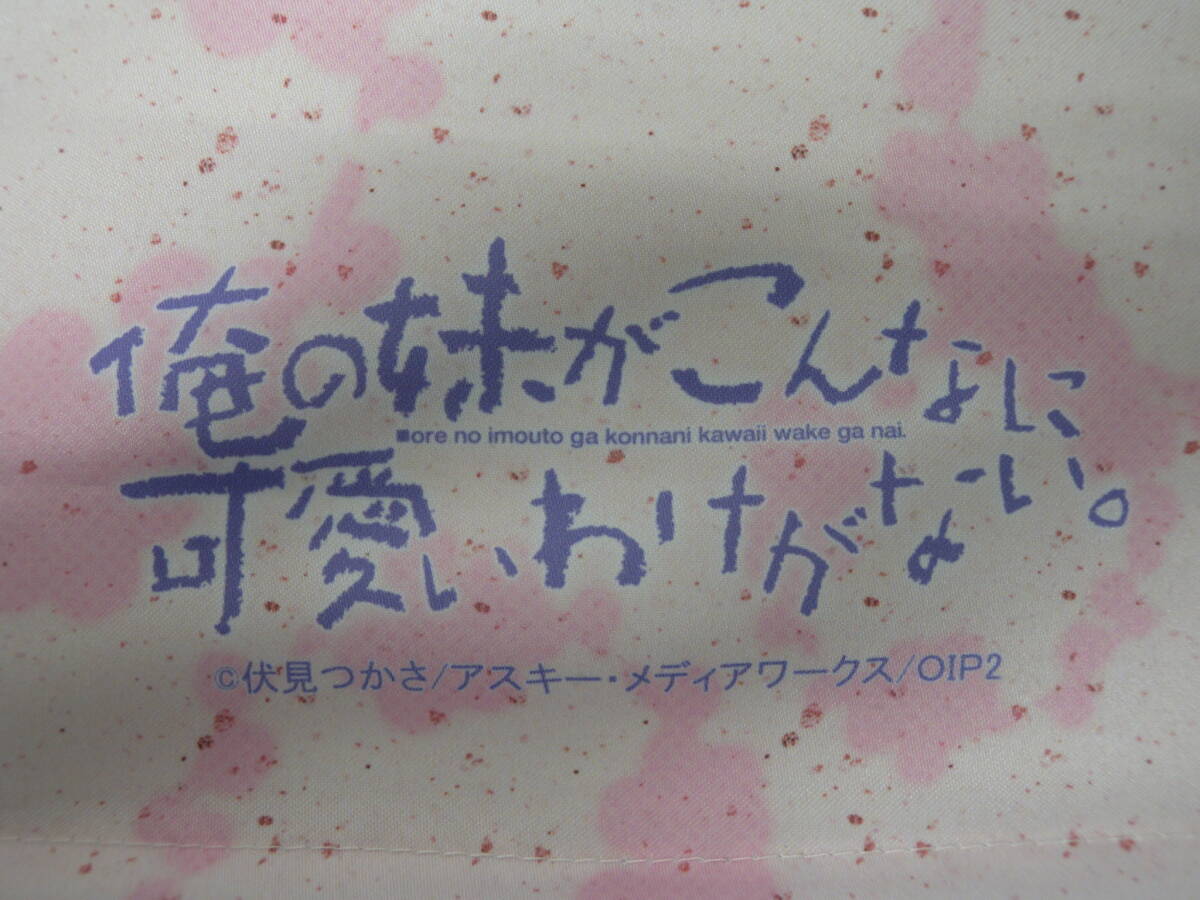 俺の妹がこんなに
■ore no imouto ga konnani kawaii wake ga nai.
可愛いわけがない。
©伏見つかさ/アスキー・メディアワークス/OIP2